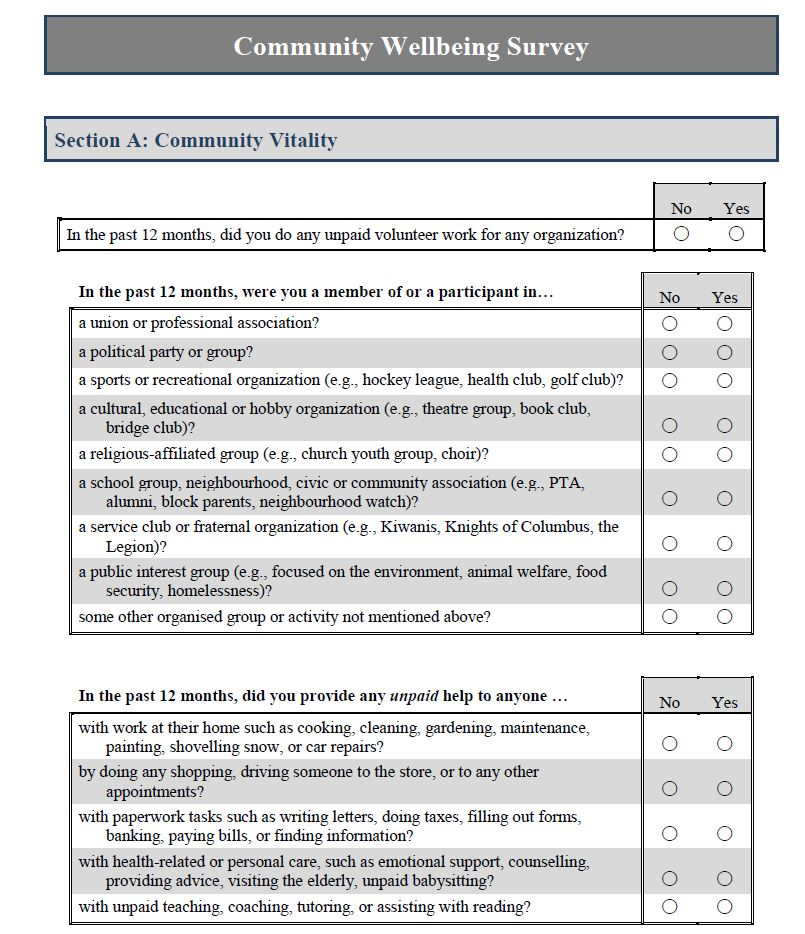 Community Wellbeing Survey
Section A: Community Vitality
No Yes
In the past 12 months, did you do any unpaid volunteer work for any organization?
In the past 12 months, were you a member of or a participant in… No Yes
a union or professional association?
a political party or group?
a sports or recreational organization (e.g., hockey league, health club, golf club)?
a cultural, educational or hobby organization (e.g., theatre group, book club,
bridge club)?
a religious-affiliated group (e.g., church youth group, choir)?
a school group, neighbourhood, civic or community association (e.g., PTA,
alumni, block parents, neighbourhood watch)?
a service club or fraternal organization (e.g., Kiwanis, Knights of Columbus, the
Legion)?
a public interest group (e.g., focused on the environment, animal welfare, food
security, homelessness)?
some other organised group or activity not mentioned above?
In the past 12 months, did you provide any unpaid help to anyone … No Yes
with work at their home such as cooking, cleaning, gardening, maintenance,
painting, shovelling snow, or car repairs?
by doing any shopping, driving someone to the store, or to any other
appointments?
with paperwork tasks such as writing letters, doing taxes, filling out forms,
banking, paying bills, or finding information?
with health-related or personal care, such as emotional support, counselling,
providing advice, visiting the elderly, unpaid babysitting?
with unpaid teaching, coaching, tutoring, or assisting with reading?